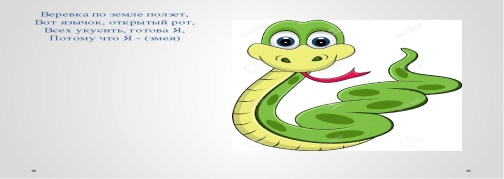 Веревка по земле ползет,
Вот язычок, открытый рот,
Всех укусить, готова Я,
Потому что Я - (змея)